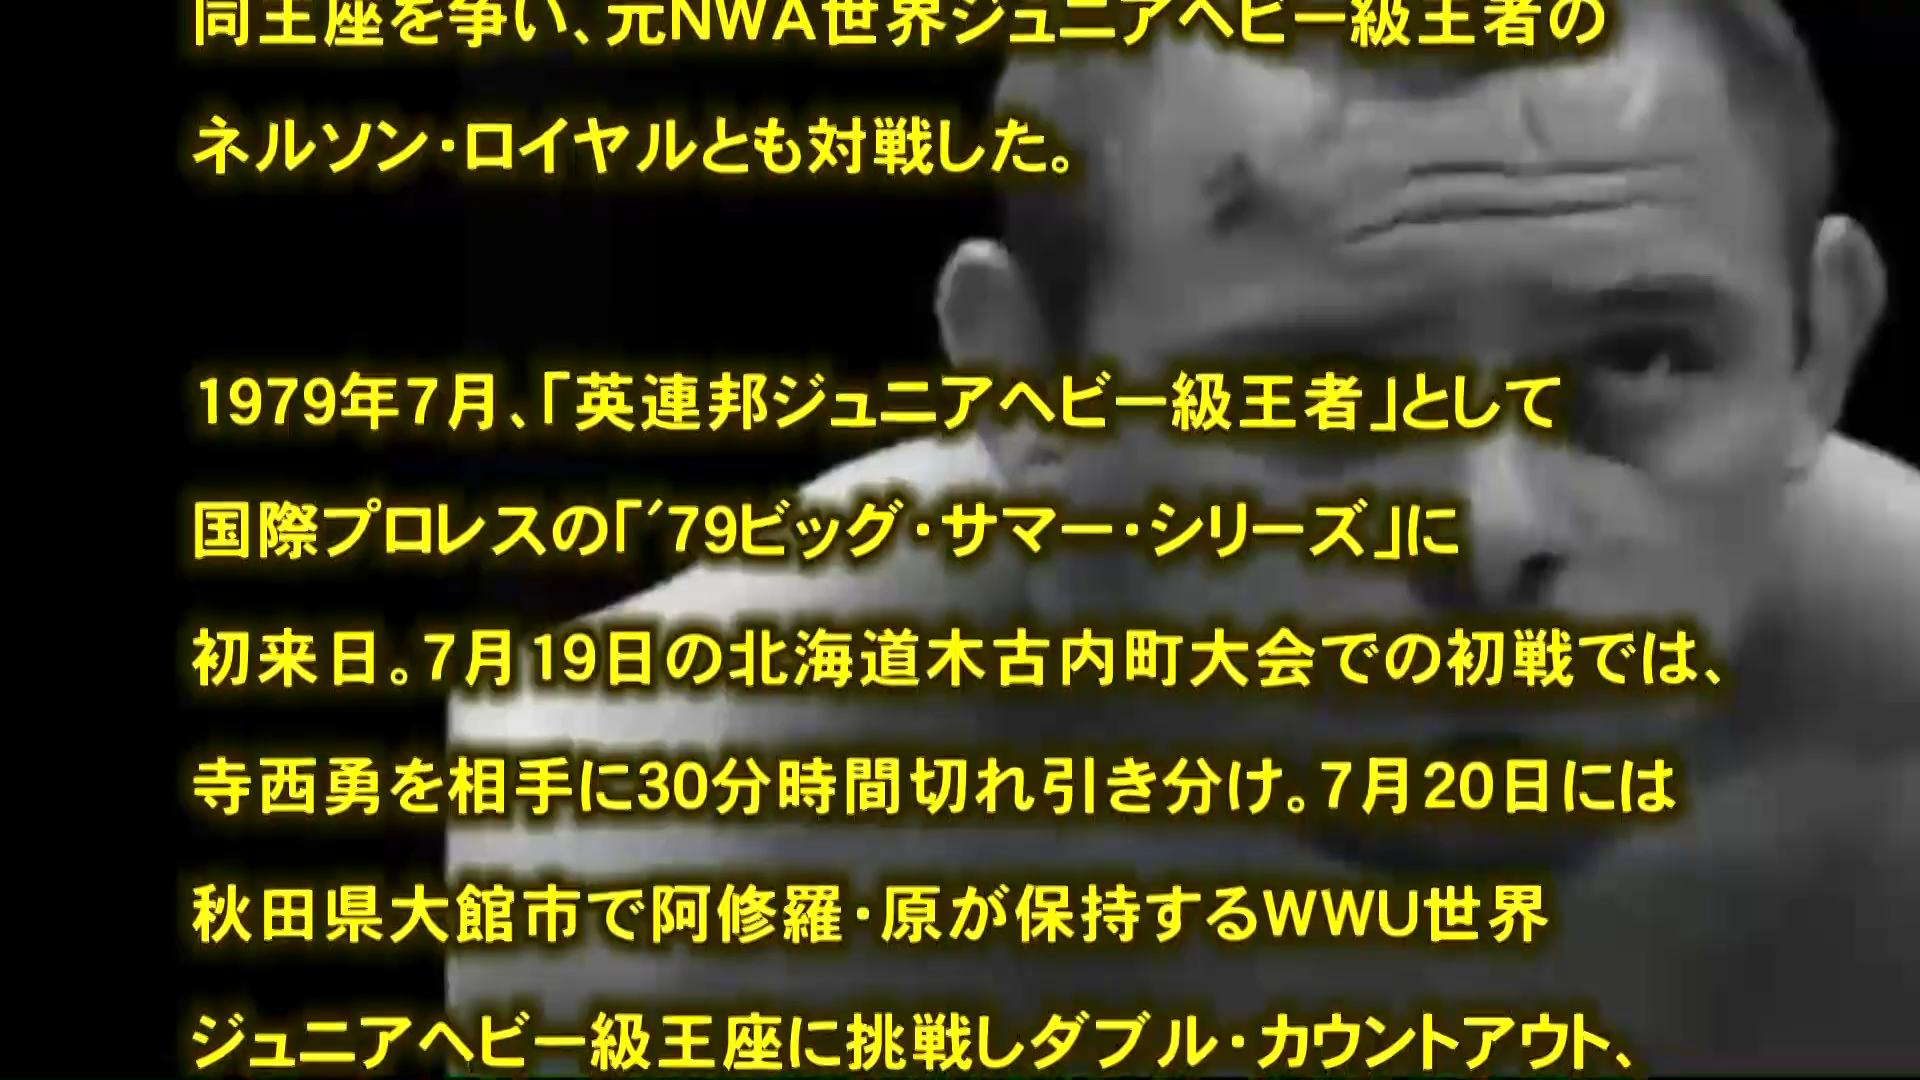 同王座を争い、元NWA世界ジュニアヘビー級王者の
ネルソン・ロイヤルとも対戦した。
1979年7月、「英連邦ジュニアヘビー級王者」として
国際プロレスの「´79ビッグ・サマー・シリーズ」に
初来日。7月19日の北海道木古内町大会での初戦では、
寺西勇を相手に30分時間切れ引き分け。7月20日には
秋田県大館市で阿修羅・原が保持するWWU世界
ジュニアヘビー級王座に挑戦しダブル・カウントアウト、